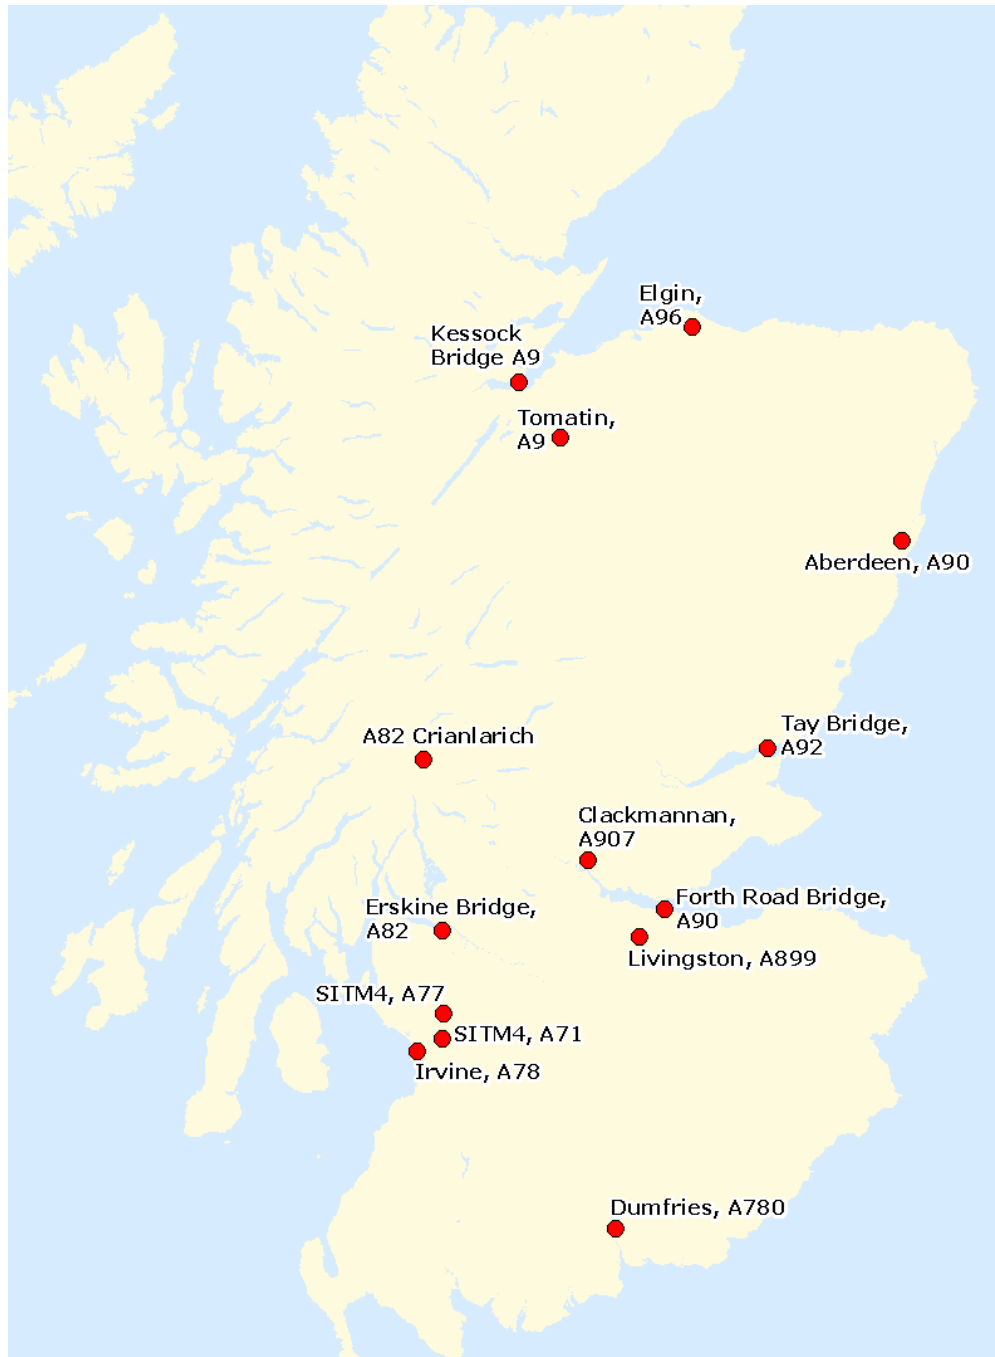 Elgin,
A96
Kessock
Bridge A9
Tomatin,
A9
Aberdeen, A90
Tay Bridge,
A92
A82 Crianlarich
Clackmannan,
A907
Forth Road Bridge,
A90
Erskine Bridge,
A82
Livingston, A899
SITM4, A77
SITM4, A71
Irvine, A78
Dumfries, A780